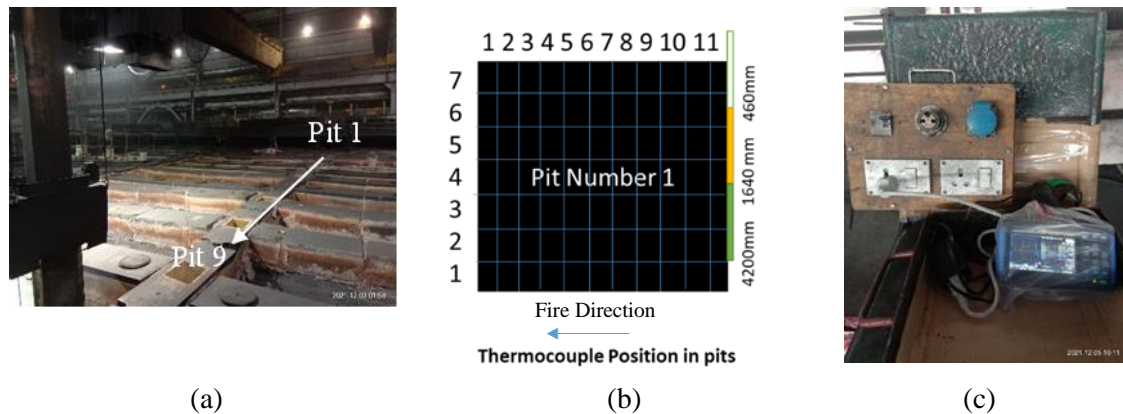 Pit 1
Pit 9
2021.12.03 01:58
1 2 3 4 5 6 7 8 9 10 11
7
6
5
4
3
2
1
Pit Number 1
460mm
1640 mm
4200mm
Fire Direction
Thermocouple Position in pits
2021.12.05 10:11
(a)
(b)
(c)